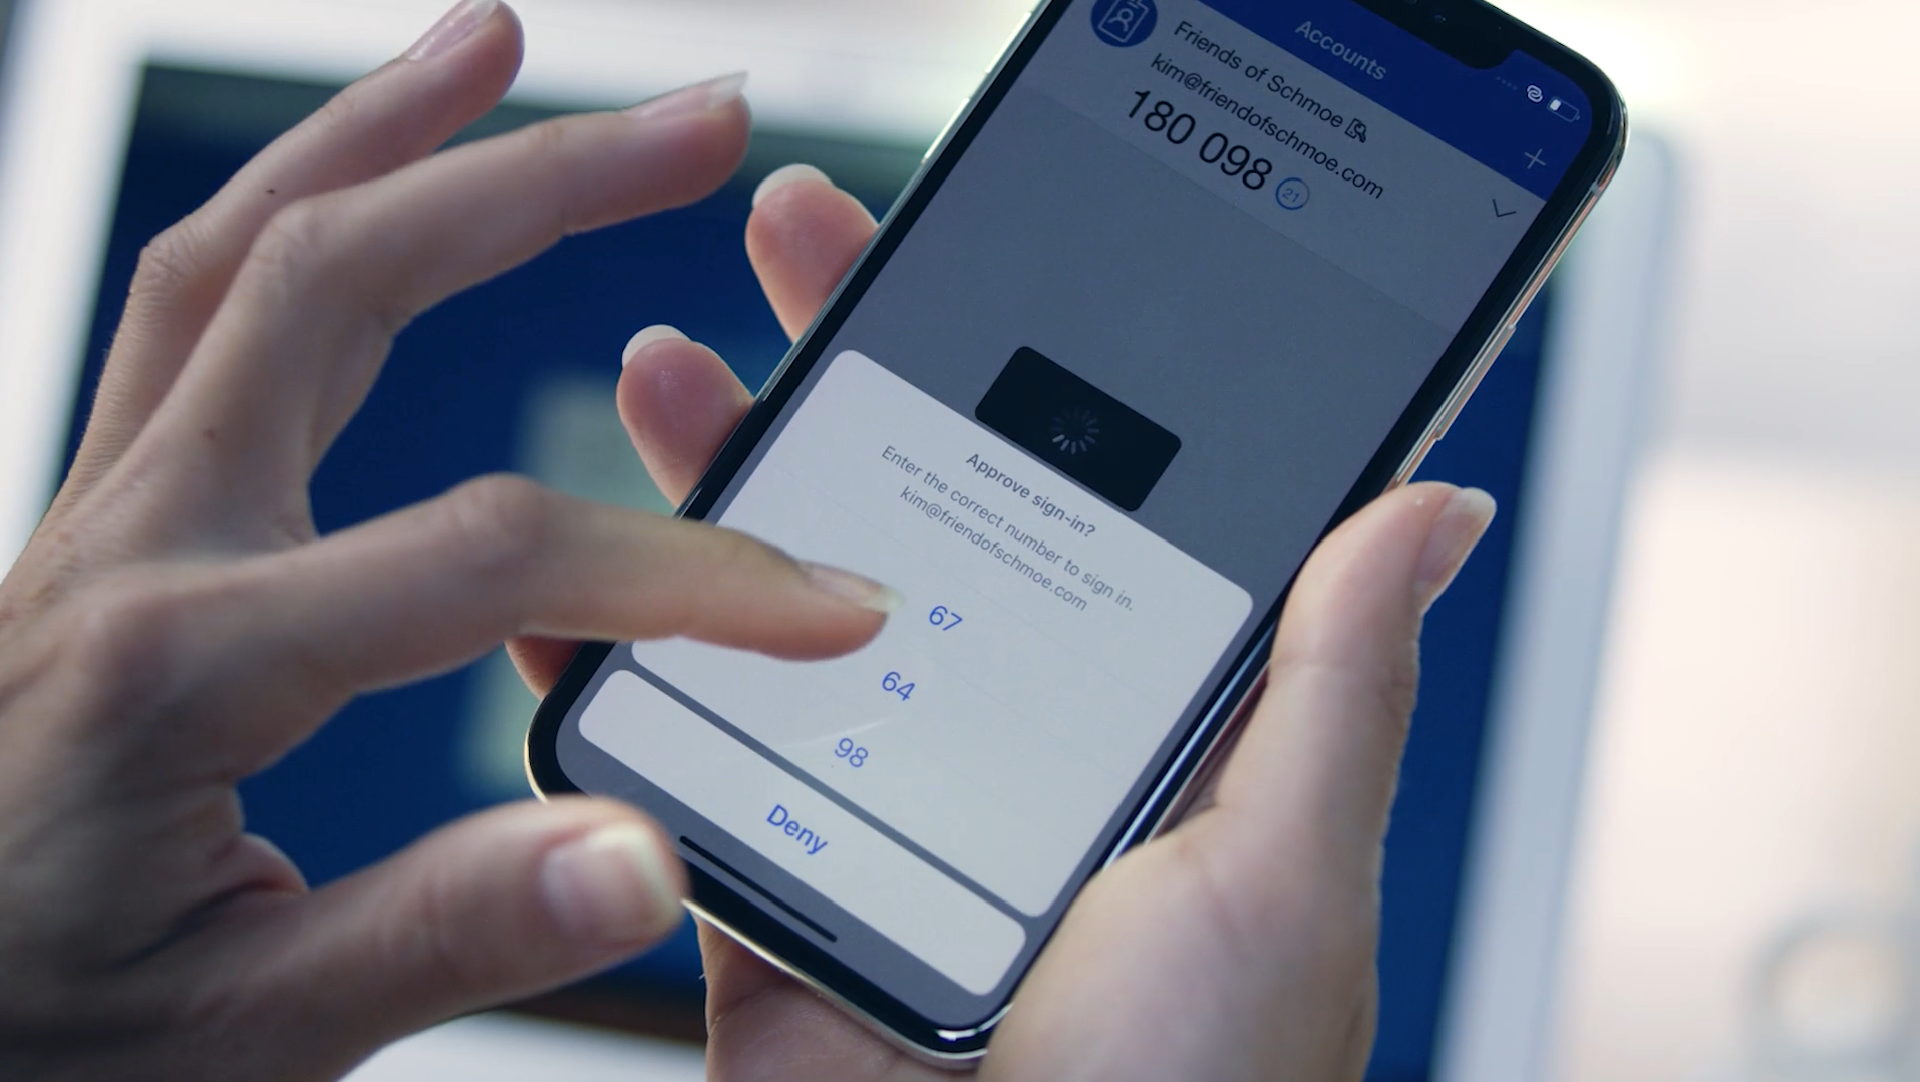 Accounts
Friends of Schmoe
kim@friendofschmoe.com
180 098
21
Approve sign-in?
Enter the correct number to sign in.
kim@friendofschmoe.com
67
64
98
Deny